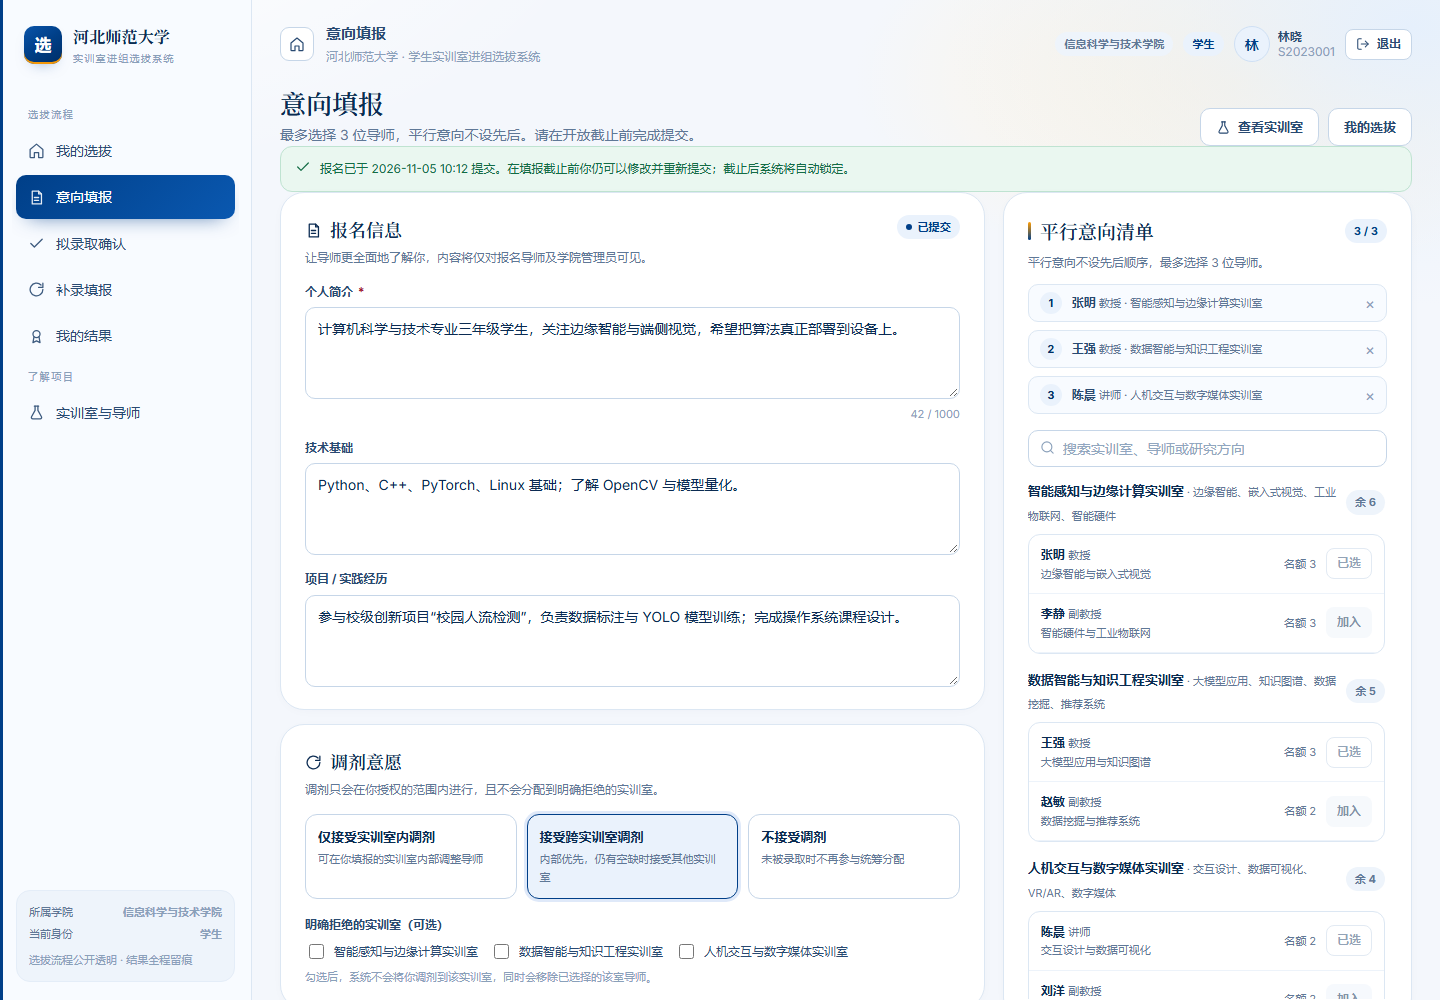 选
河北师范大学
实训室进组选拔系统
选拔流程
我的选拔
意向填报
拟录取确认
补录填报
我的结果
了解项目
实训室与导师
所属学院 信息科学与技术学院
当前身份 学生
选拔流程公开透明 · 结果全程留痕
意向填报
河北师范大学 · 学生实训室进组选拔系统
信息科学与技术学院 学生 林 林晓 S2023001 退出
意向填报
最多选择 3 位导师，平行意向不设先后。请在开放截止前完成提交。
查看实训室 我的选拔
报名已于 2026-11-05 10:12 提交。在填报截止前你仍可以修改并重新提交；截止后系统将自动锁定。
报名信息 已提交
让导师更全面地了解你，内容将仅对报名导师及学院管理员可见。
个人简介 *
计算机科学与技术专业三年级学生，关注边缘智能与端侧视觉，希望把算法真正部署到设备上。
42 / 1000
技术基础
Python、C++、PyTorch、Linux 基础；了解 OpenCV 与模型量化。
项目 / 实践经历
参与校级创新项目“校园人流检测”，负责数据标注与 YOLO 模型训练；完成操作系统课程设计。
调剂意愿
调剂只会在你授权的范围内进行，且不会分配到明确拒绝的实训室。
仅接受实训室内调剂
可在你填报的实训室内部调整导师
接受跨实训室调剂
内部优先，仍有空缺时接受其他实训
室
不接受调剂
未被录取时不再参与统筹分配
明确拒绝的实训室（可选）
智能感知与边缘计算实训室 数据智能与知识工程实训室 人机交互与数字媒体实训室
勾选后，系统不会将你调剂到该实训室，同时会移除已选择的该室导师。
平行意向清单 3 / 3
平行意向不设先后顺序，最多选择 3 位导师。
1 张明 教授 · 智能感知与边缘计算实训室 ×
2 王强 教授 · 数据智能与知识工程实训室 ×
3 陈晨 讲师 · 人机交互与数字媒体实训室 ×
搜索实训室、导师或研究方向
智能感知与边缘计算实训室 · 边缘智能、嵌入式视觉、工业
物联网、智能硬件
余 6
张明 教授
边缘智能与嵌入式视觉
名额 3 已选
李静 副教授
智能硬件与工业物联网
名额 3 加入
数据智能与知识工程实训室 · 大模型应用、知识图谱、数据
挖掘、推荐系统
余 5
王强 教授
大模型应用与知识图谱
名额 3 已选
赵敏 副教授
数据挖掘与推荐系统
名额 2 加入
人机交互与数字媒体实训室 · 交互设计、数据可视化、
VR/AR、数字媒体
余 4
陈晨 讲师
交互设计与数据可视化
名额 2 已选
刘洋 副教授
名额 2 加入